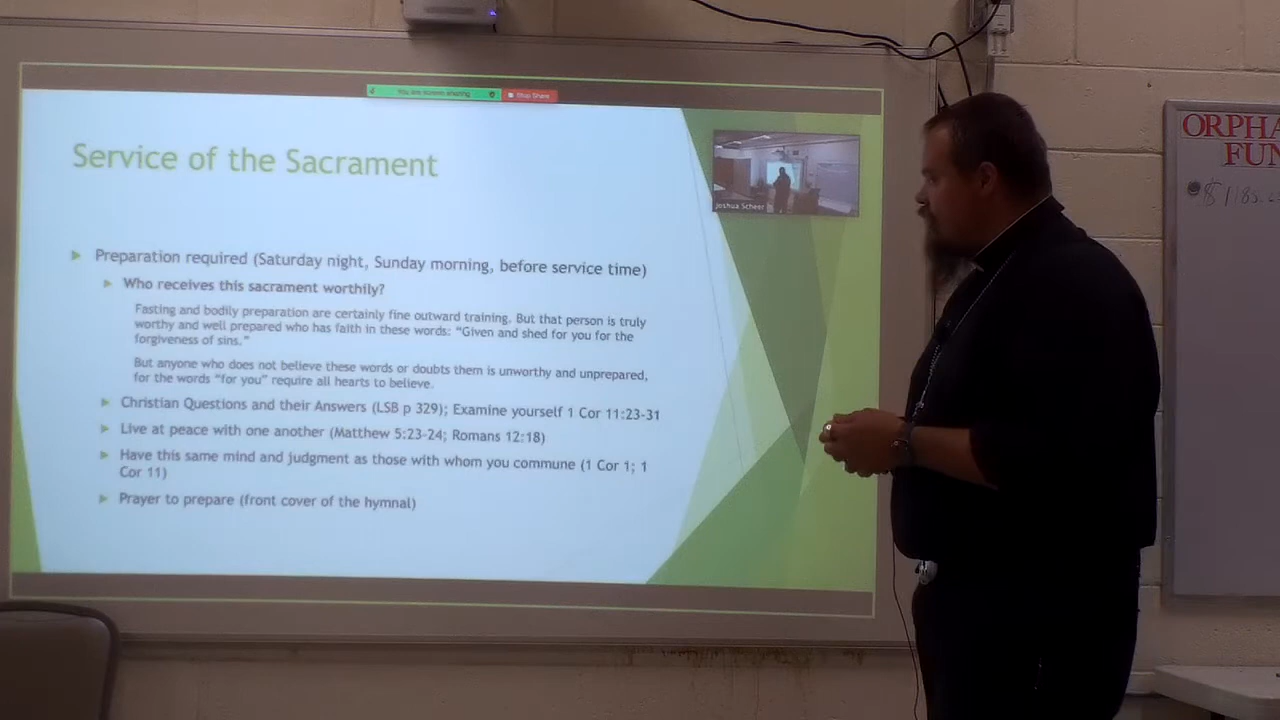 You are screen sharing
Stop Share
Service of the Sacrament
Joshua Scheer
Preparation required (Saturday night, Sunday morning, before service time)
Who receives this sacrament worthily?
Fasting and bodily preparation are certainly fine outward training. But that person is truly
worthy and well prepared who has faith in these words: “Given and shed for you for the
forgiveness of sins.”
But anyone who does not believe these words or doubts them is unworthy and unprepared,
for the words “for you” require all hearts to believe.
Christian Questions and their Answers (LSB p 329); Examine yourself 1 Cor 11:23-31
Live at peace with one another (Matthew 5:23-24; Romans 12:18)
Have this same mind and judgment as those with whom you commune (1 Cor 1; 1
Cor 11)
Prayer to prepare (front cover of the hymnal)
ORPHA
FUN
$1185.